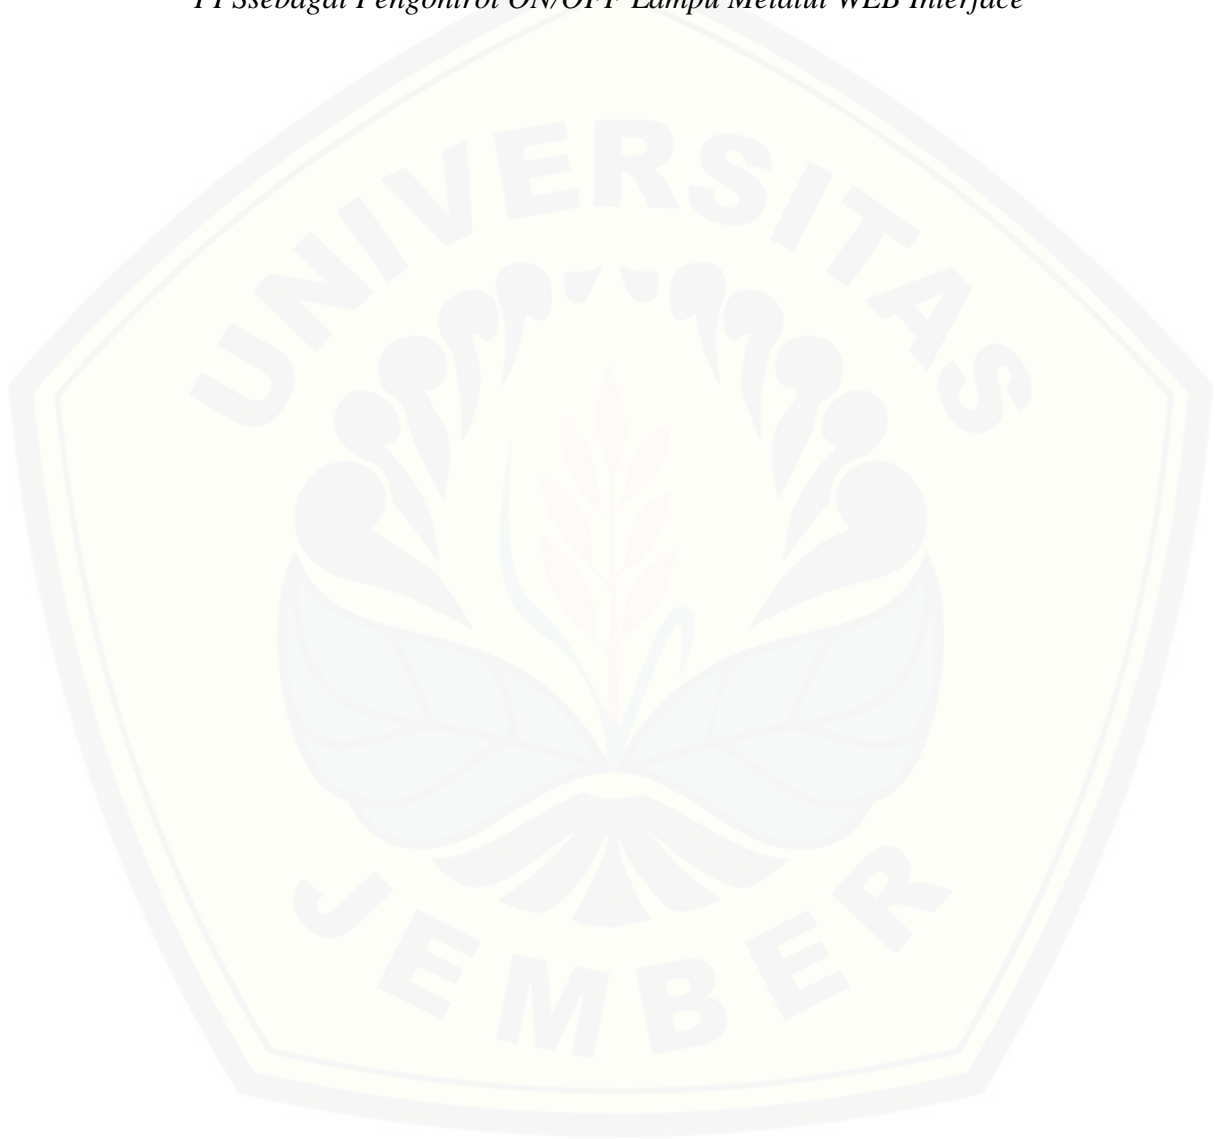 sebagai Pengontrol ON/OFF Lampu Melalui WEB Interface
UNIVERSITAS
JEMBER